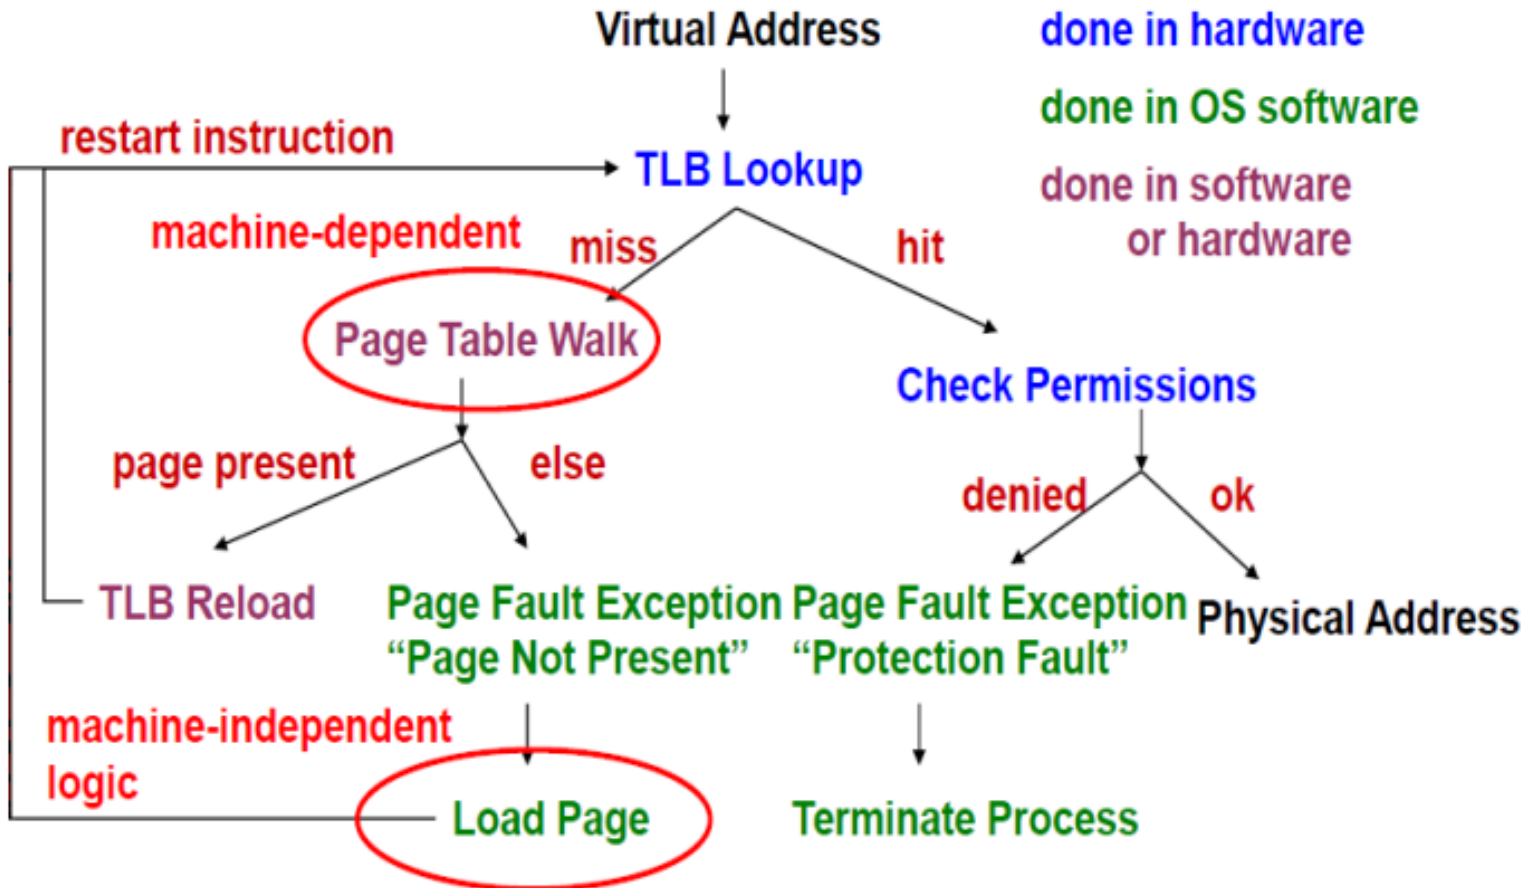 Virtual Address
done in hardware
done in OS software
restart instruction
TLB Lookup
done in software
or hardware
machine-dependent
miss
hit
Page Table Walk
Check Permissions
page present
else
denied
ok
TLB Reload
Page Fault Exception
“Page Not Present”
Page Fault Exception
“Protection Fault”
Physical Address
machine-independent
logic
Load Page
Terminate Process